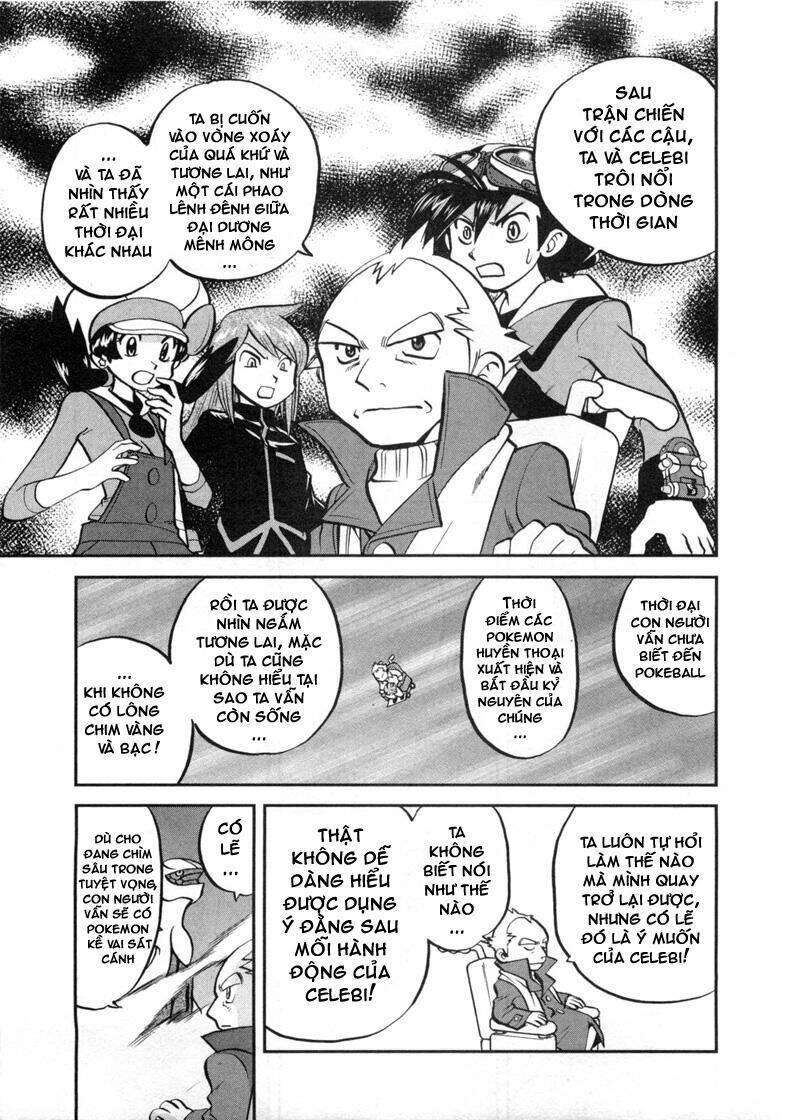 SAU
TRẬN CHIẾN
VỚI CÁC CẬU,
TA VÀ CELEBI
TRÔI NỔI
TRONG DÒNG
THỜI GIAN
TA BỊ CUỐN
VÀO VÒNG XOÁY
CỦA QUÁ KHỨ VÀ
TƯƠNG LAI, NHƯ
MỘT CÁI PHAO
LÊNH ĐÊNH GIỮA
ĐẠI DƯƠNG
MÊNH MÔNG
...
...
VÀ TA ĐÃ
NHÌN THẤY
RẤT NHIỀU
THỜI ĐẠI
KHÁC NHAU
THỜI ĐẠI
CON NGƯỜI
VẪN CHƯA
BIẾT ĐẾN
POKEBALL
THỜI
ĐIỂM CÁC
POKEMON
HUYỀN THOẠI
XUẤT HIỆN VÀ
BẮT ĐẦU KỶ
NGUYÊN CỦA
CHÚNG
...
RỒI TA ĐƯỢC
NHÌN NGẮM
TƯƠNG LAI, MẶC
DÙ TA CŨNG
KHÔNG HIỂU TẠI
SAO TA VẪN
CÒN SỐNG
...
...
KHI KHÔNG
CÓ LÔNG
CHIM VÀNG
VÀ BẠC!
TA LUÔN TỰ HỎI
LÀM THẾ NÀO
MÀ MÌNH QUAY
TRỞ LẠI ĐƯỢC,
NHƯNG CÓ LẼ
ĐÓ LÀ Ý MUỐN
CỦA CELEBI!
TA
KHÔNG
BIẾT NÓI
NHƯ THẾ
NÀO
...
THẬT
KHÔNG DỄ
DÀNG HIỂU
ĐƯỢC DỤNG
Ý ĐẰNG SAU
MỖI HÀNH
ĐỘNG CỦA
CELEBI!
CÓ
LẼ
...
DÙ CHO
ĐANG CHÌM
SÂU TRONG
TUYỆT VỌNG,
CON NGƯỜI
VẪN SẼ CÓ
POKEMON
KỀ VAI SÁT
CÁNH